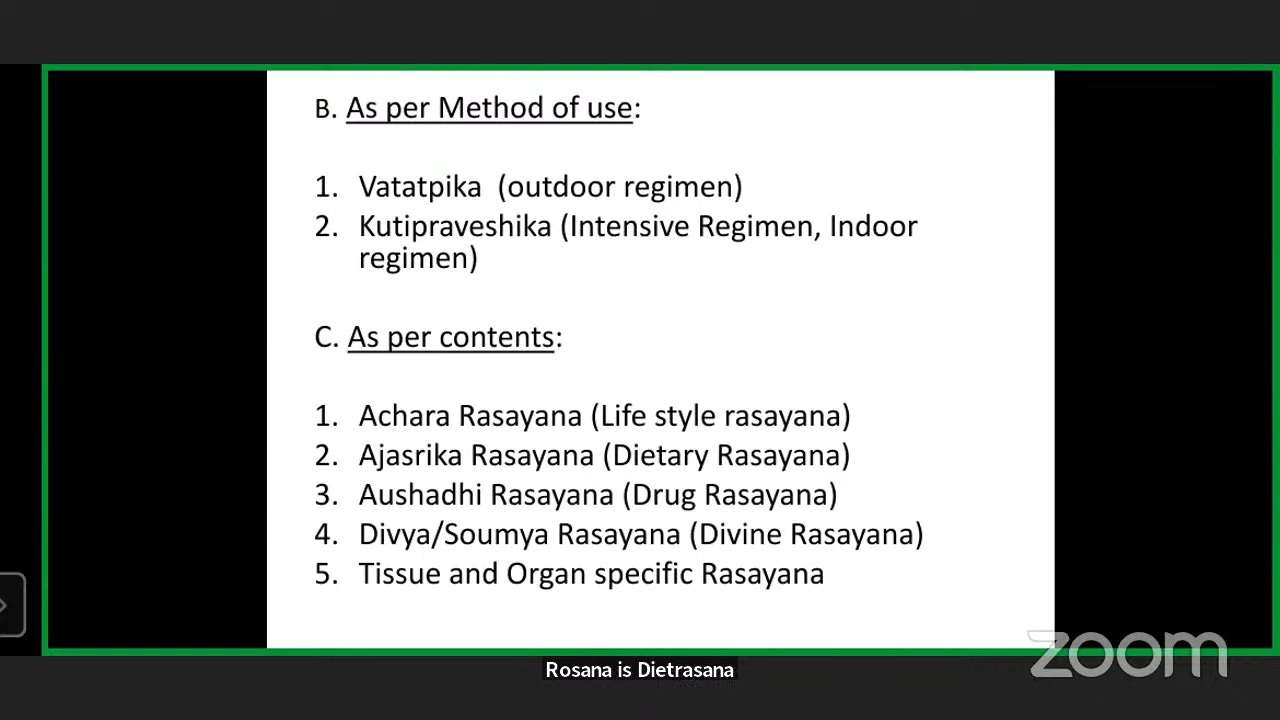 B. As per Method of use:
1. Vatatpika (outdoor regimen)
2. Kutipraveshika (Intensive Regimen, Indoor
regimen)
C. As per contents:
1. Achara Rasayana (Life style rasayana)
2. Ajasrika Rasayana (Dietary Rasayana)
3. Aushadhi Rasayana (Drug Rasayana)
4. Divya/Soumya Rasayana (Divine Rasayana)
5. Tissue and Organ specific Rasayana
zoom
Rosana is Dietrasana